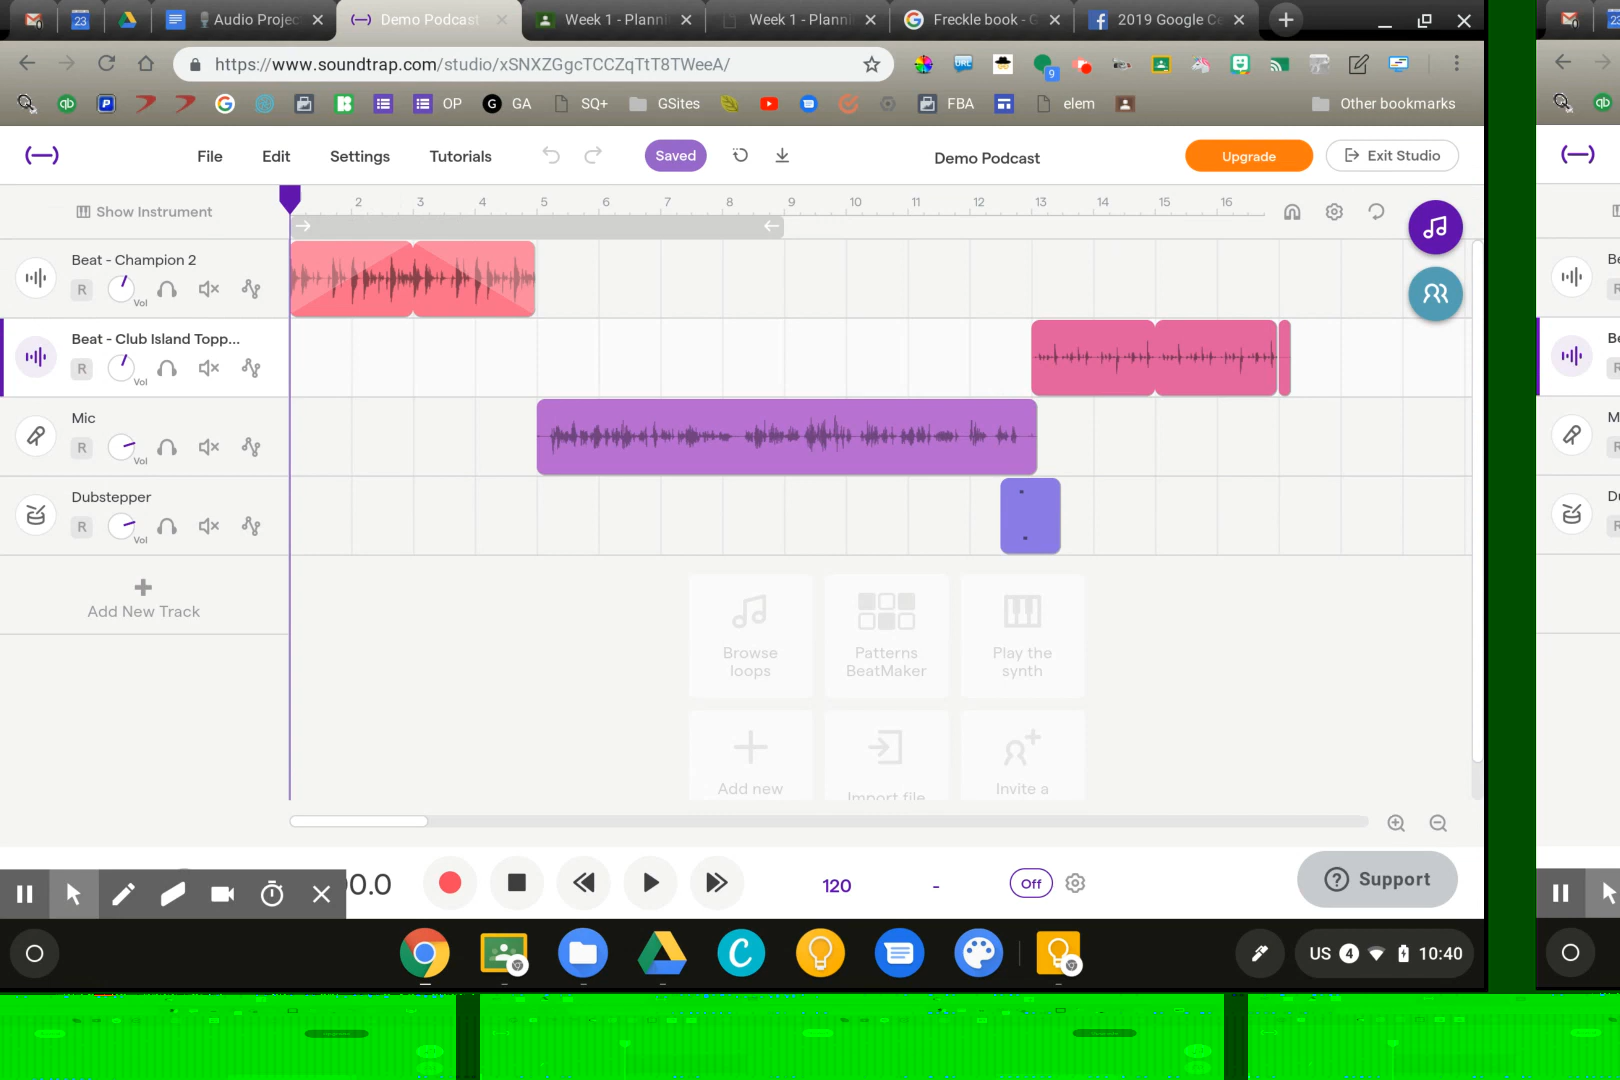 Audio Projec
Demo Podcast
Week 1 - Planni
Week 1 - Planni
Freckle book - G
2019 Google Ce
https://www.soundtrap.com/studio/xSNXZGgcTCCZqTtT8TWeeA/
9
OP
GA
SQ+
GSites
FBA
elem
Other bookmarks
File
Edit
Settings
Tutorials
Saved
Demo Podcast
Upgrade
Exit Studio
Show Instrument
2 3 4 5 6 7 8 9 10 11 12 13 14 15 16
Beat - Champion 2
R
Vol
Beat - Club Island Topp...
R
Vol
Mic
R
Vol
Dubstepper
R
Vol
Add New Track
Browse loops
Patterns BeatMaker
Play the synth
Add new
Import file
Invite a
0.0
120
-
Off
Support
US 4 10:40